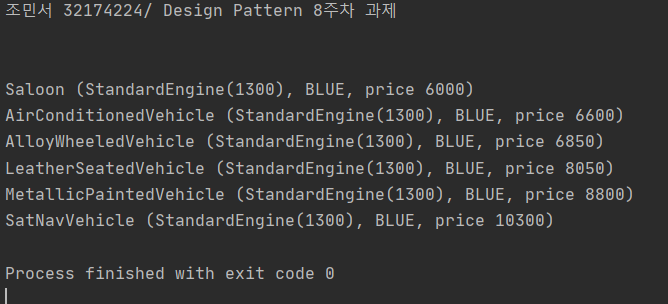 조민서 32174224/ Design Pattern 8주차 과제
Saloon (StandardEngine(1300), BLUE, price 6000)
AirConditionedVehicle (StandardEngine(1300), BLUE, price 6600)
AlloyWheeledVehicle (StandardEngine(1300), BLUE, price 6850)
LeatherSeatedVehicle (StandardEngine(1300), BLUE, price 8050)
MetallicPaintedVehicle (StandardEngine(1300), BLUE, price 8800)
SatNavVehicle (StandardEngine(1300), BLUE, price 10300)
Process finished with exit code 0